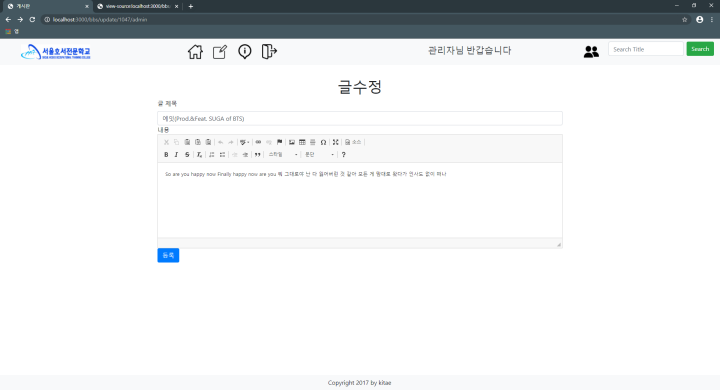 게시판
view-source:localhost:3000/bbs
localhost:3000/bbs/update/1047/admin
앱
서울호서전문학교
관리자님 반갑습니다
Search Title
Search
글수정
글 제목
에잇(Prod.&Feat. SUGA of BTS)
내용
소스
B I S
스타일
문단
?
So are you happy now Finally happy now are you 뭐 그대로야 난 다 잃어버린 것 같아 모든 게 맘대로 왔다가 인사도 없이 떠나
등록
Copyright 2017 by kitae